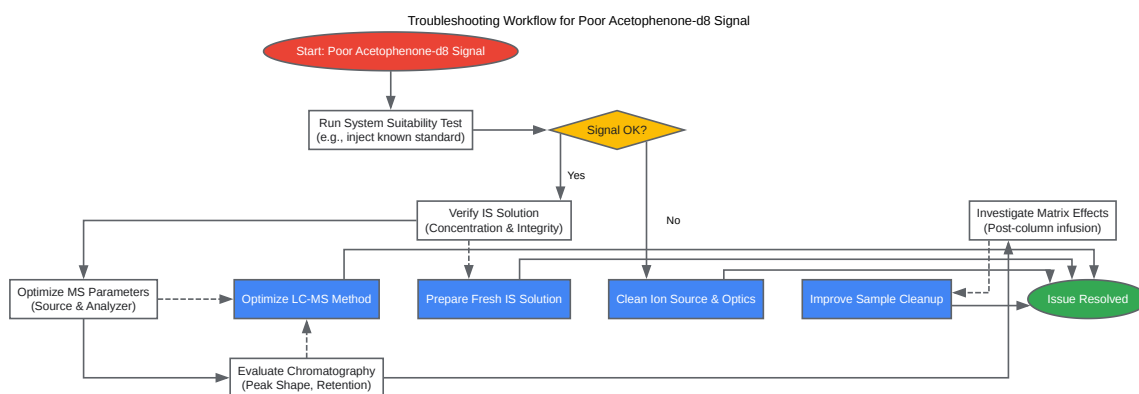 Troubleshooting Workflow for Poor Acetophenone-d8 Signal
Start: Poor Acetophenone-d8 Signal
Run System Suitability Test
(e.g., inject known standard)
Signal OK?
Yes
No
Verify IS Solution
(Concentration & Integrity)
Investigate Matrix Effects
(Post-column infusion)
Optimize MS Parameters
(Source & Analyzer)
Optimize LC-MS Method
Prepare Fresh IS Solution
Clean Ion Source & Optics
Improve Sample Cleanup
Issue Resolved
Evaluate Chromatography
(Peak Shape, Retention)